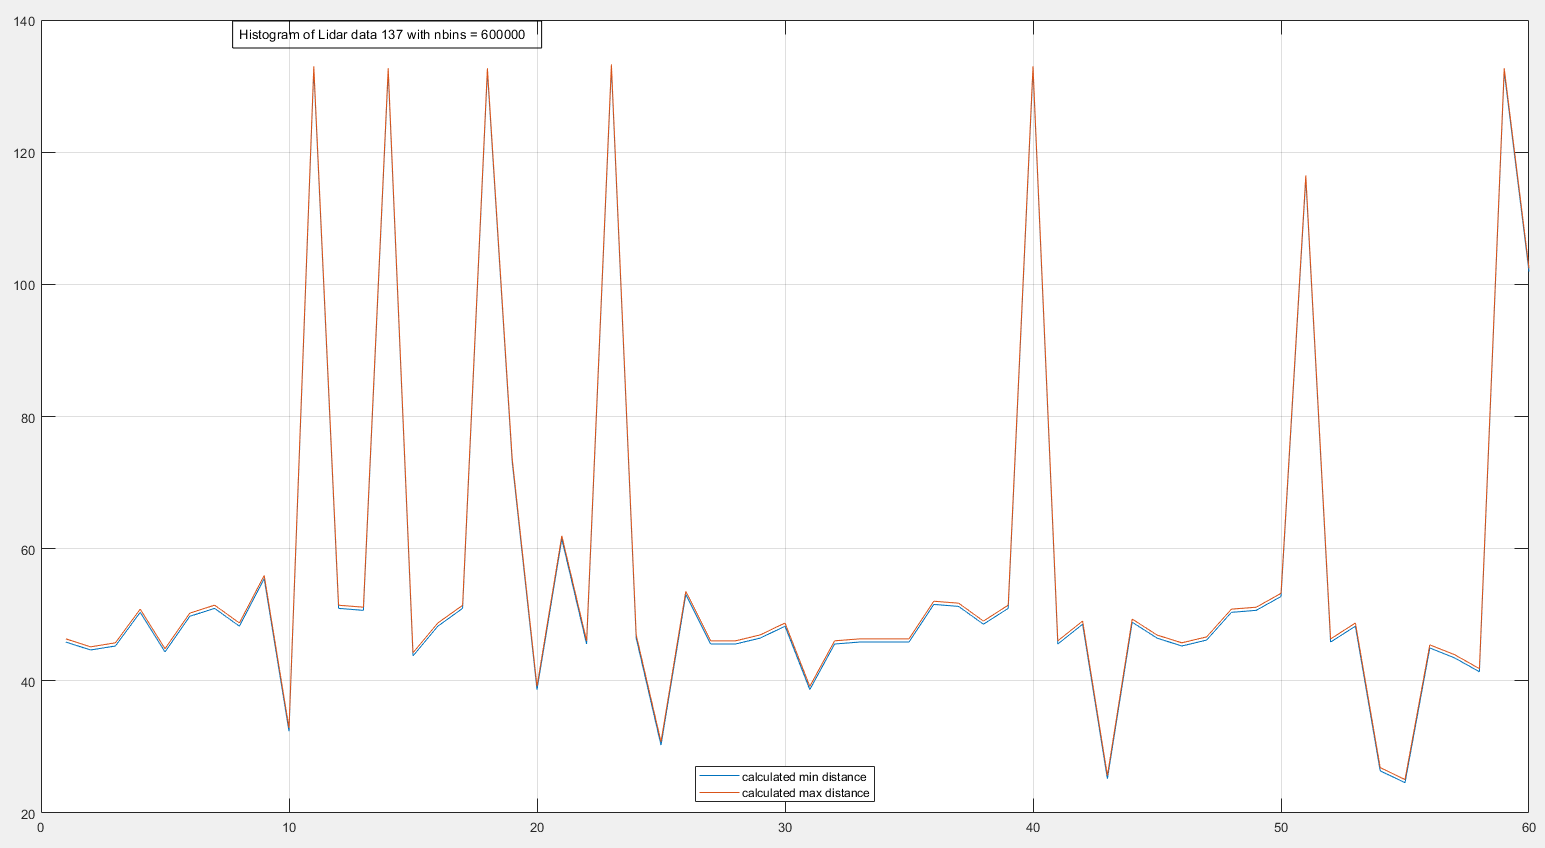 140
Histogram of Lidar data 137 with nbins = 600000
120
100
80
60
40
calculated min distance
calculated max distance
20
0 10 20 30 40 50 60